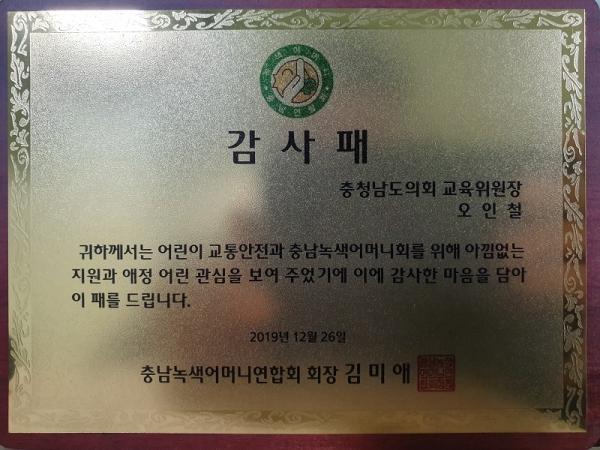 감사패
충청남도의회 교육위원장
오인철
귀하께서는 어린이 교통안전과 충남녹색어머니회를 위해 아낌없는
지원과 애정 어린 관심을 보여 주었기에 이에 감사한 마음을 담아
이 패를 드립니다.
2019년 12월 26일
충남녹색어머니연합회 회장 김미애